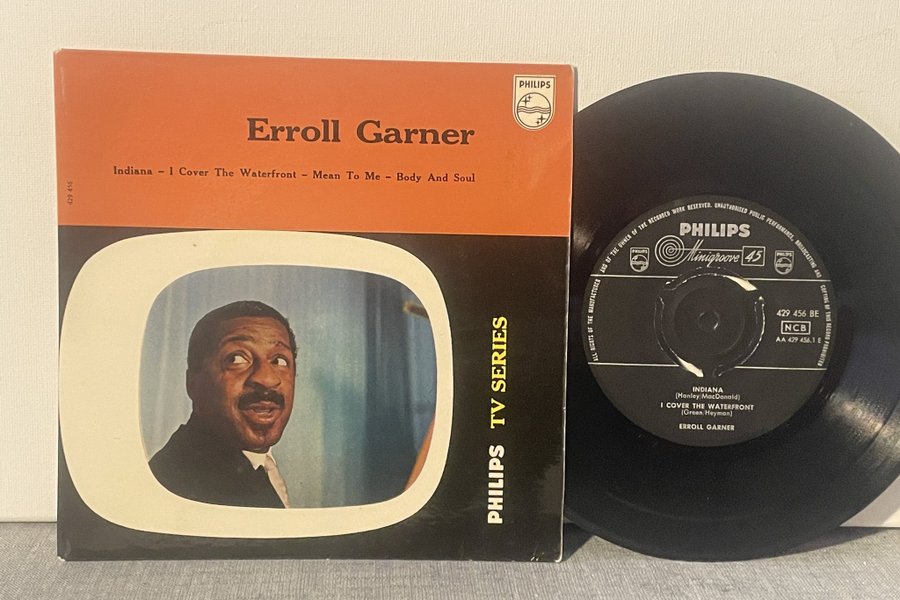 PHILIPS
Erroll Garner
Indiana – I Cover The Waterfront – Mean To Me – Body And Soul
429 456
PHILIPS TV SERIES
ALL RIGHTS OF THE MANUFACTURER AND OF THE OWNER OF THE RECORDED WORK RESERVED. UNAUTHORISED PUBLIC PERFORMANCE, BROADCASTING AND COPYING OF THIS RECORD PROHIBITED
PHILIPS
Minigroove 45
PHILIPS
PHILIPS
429 456 BE
NCB
AA 429 456.1 E
INDIANA
(Hanley/MacDonald)
I COVER THE WATERFRONT
(Green/Heyman)
ERROLL GARNER